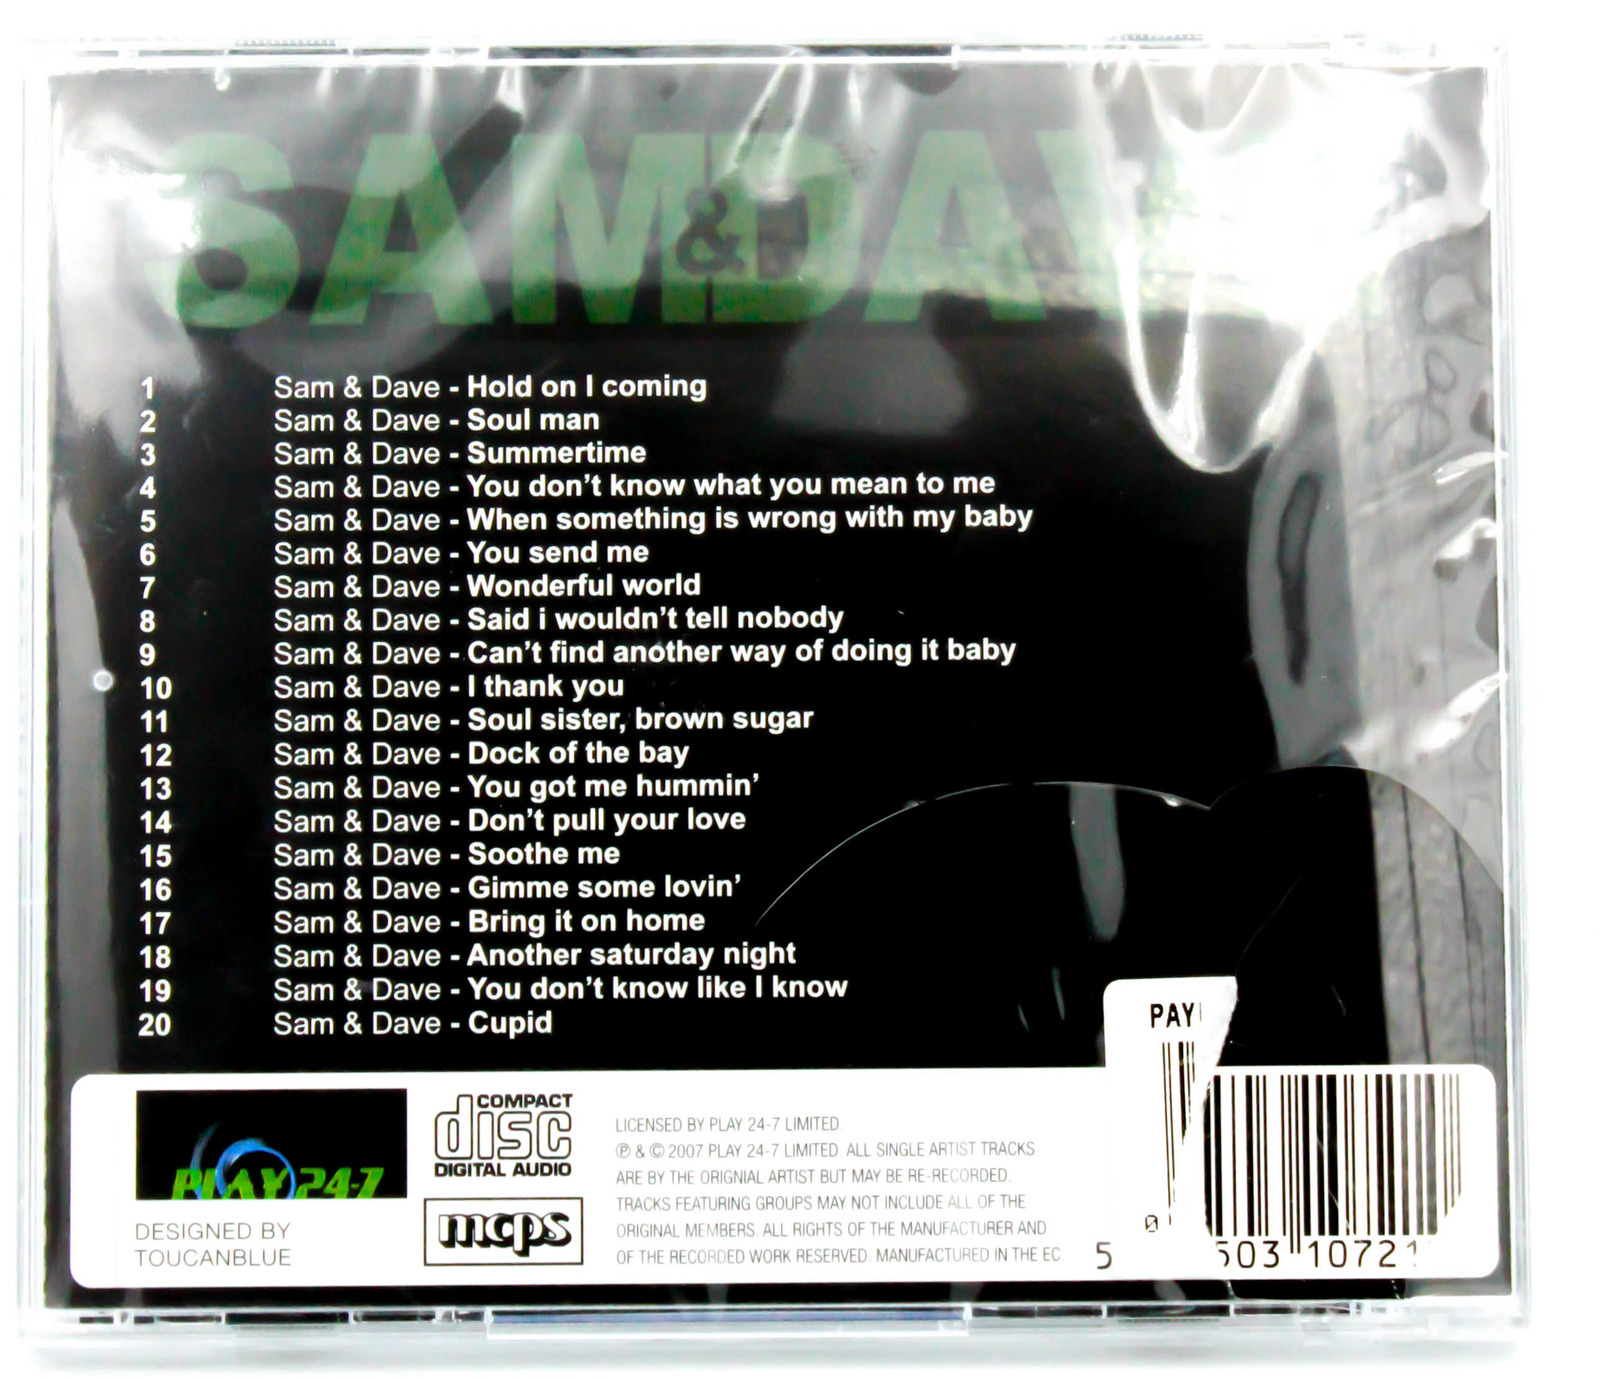 SAM & DAV
1 Sam & Dave - Hold on I coming
2 Sam & Dave - Soul man
3 Sam & Dave - Summertime
4 Sam & Dave - You don't know what you mean to me
5 Sam & Dave - When something is wrong with my baby
6 Sam & Dave - You send me
7 Sam & Dave - Wonderful world
8 Sam & Dave - Said i wouldn't tell nobody
9 Sam & Dave - Can't find another way of doing it baby
10 Sam & Dave - I thank you
11 Sam & Dave - Soul sister, brown sugar
12 Sam & Dave - Dock of the bay
13 Sam & Dave - You got me hummin'
14 Sam & Dave - Don't pull your love
15 Sam & Dave - Soothe me
16 Sam & Dave - Gimme some lovin'
17 Sam & Dave - Bring it on home
18 Sam & Dave - Another saturday night
19 Sam & Dave - You don't know like I know
20 Sam & Dave - Cupid
PLAY 24-7
DESIGNED BY
TOUCANBLUE
COMPACT
disc
DIGITAL AUDIO
mcps
LICENSED BY PLAY 24-7 LIMITED.
℗ & © 2007 PLAY 24-7 LIMITED. ALL SINGLE ARTIST TRACKS
ARE BY THE ORIGNIAL ARTIST BUT MAY BE RE-RECORDED.
TRACKS FEATURING GROUPS MAY NOT INCLUDE ALL OF THE
ORIGINAL MEMBERS. ALL RIGHTS OF THE MANUFACTURER AND
OF THE RECORDED WORK RESERVED. MANUFACTURED IN THE EC
PAY
0
5 503 10721